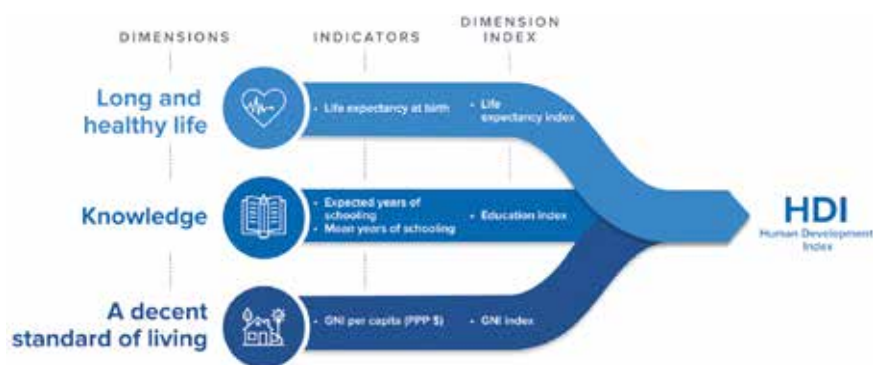 DIMENSIONS
INDICATORS
DIMENSION
INDEX
Long and
healthy life
• Life expectancy at birth
• Life
expectancy index
Knowledge
• Expected years of
schooling
• Mean years of schooling
• Education index
HDI
Human Development
Index
A decent
standard of living
• GNI per capita (PPP $)
• GNI index